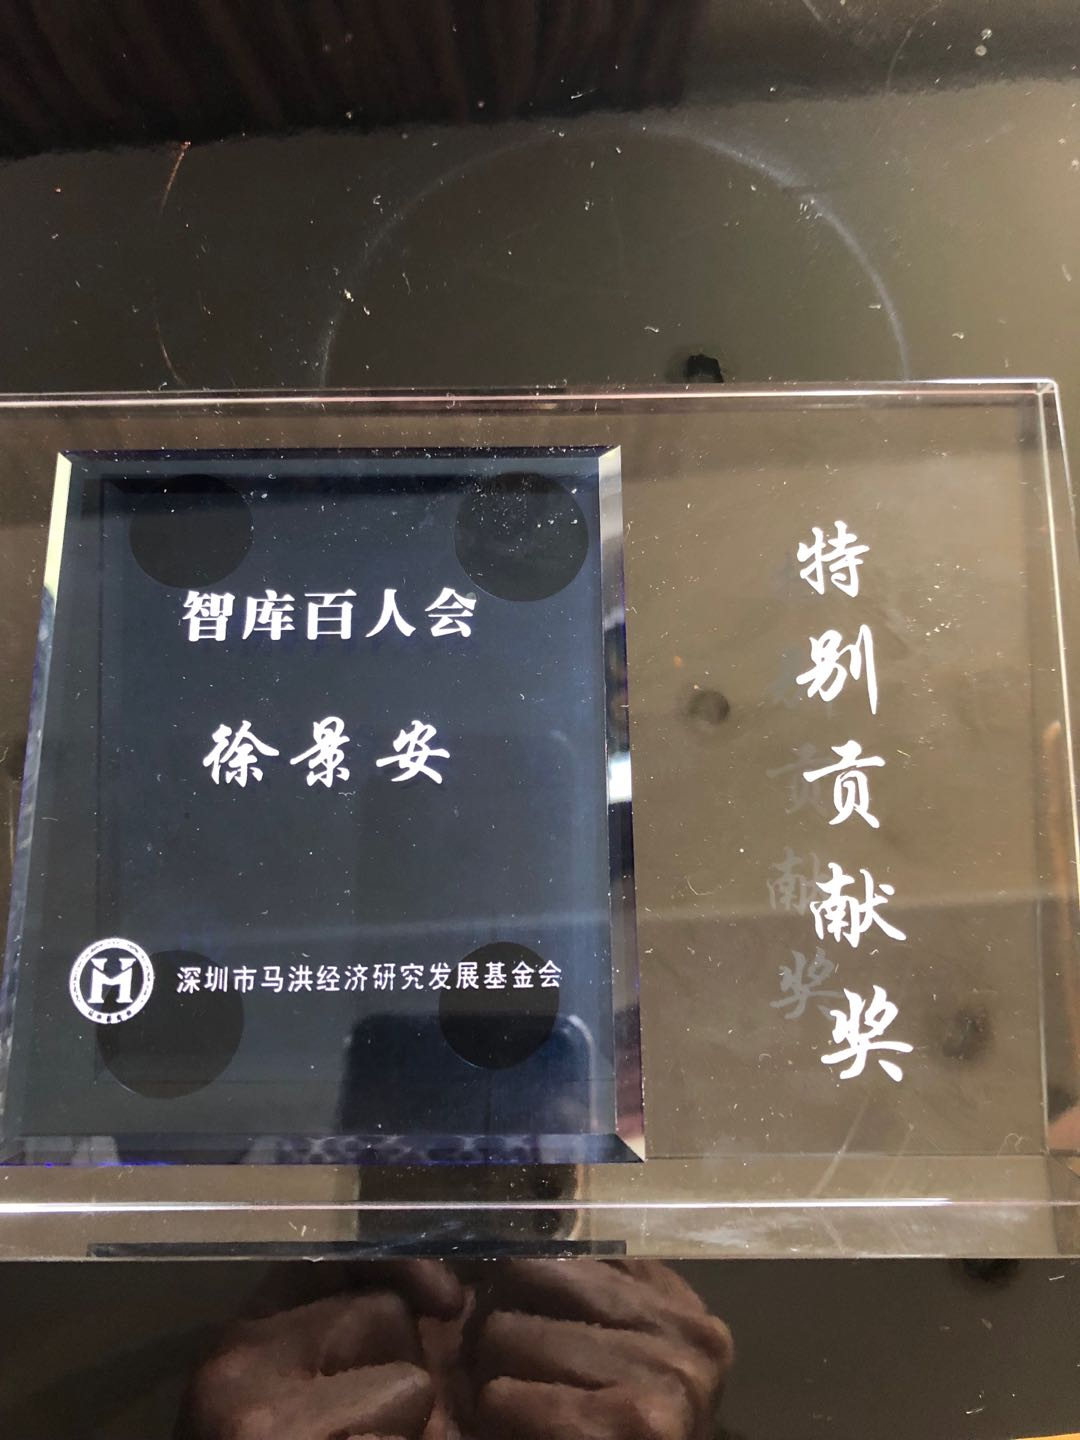 智库百人会
徐景安
深圳市马洪经济研究发展基金会
特别贡献奖